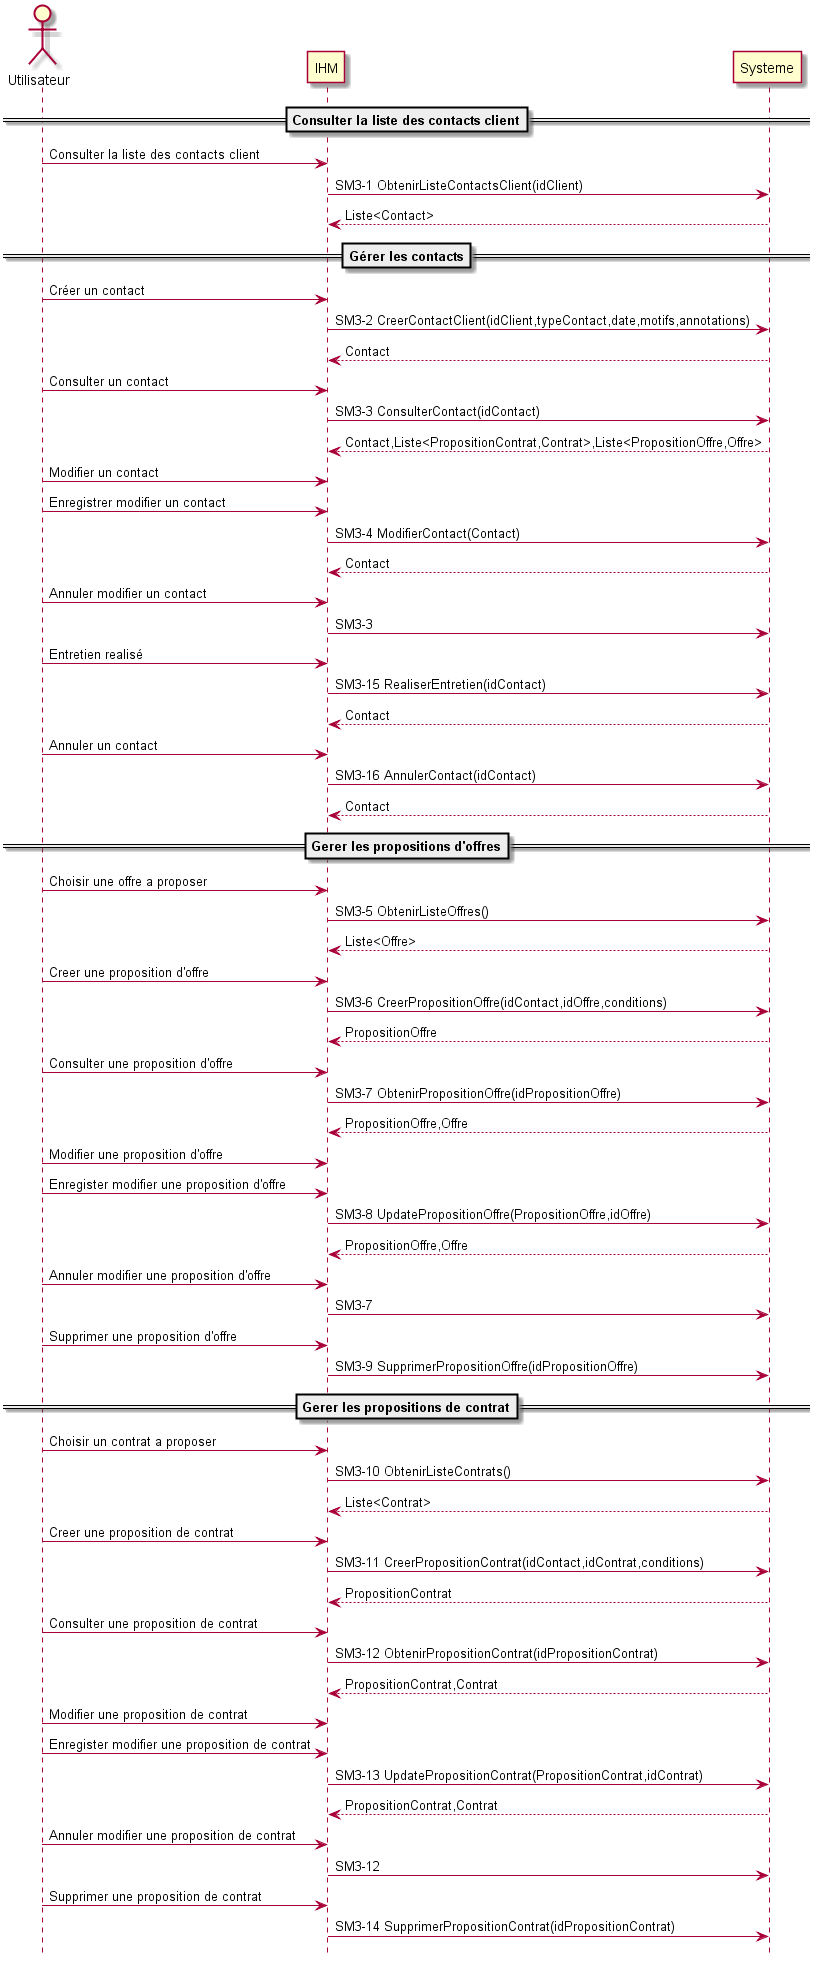 Utilisateur
IHM
Systeme
Consulter la liste des contacts client
Consulter la liste des contacts client
SM3-1 ObtenirListeContactsClient(idClient)
Liste<Contact>
Gérer les contacts
Créer un contact
SM3-2 CreerContactClient(idClient,typeContact,date,motifs,annotations)
Contact
Consulter un contact
SM3-3 ConsulterContact(idContact)
Contact,Liste<PropositionContrat,Contrat>,Liste<PropositionOffre,Offre>
Modifier un contact
Enregistrer modifier un contact
SM3-4 ModifierContact(Contact)
Contact
Annuler modifier un contact
SM3-3
Entretien realisé
SM3-15 RealiserEntretien(idContact)
Contact
Annuler un contact
SM3-16 AnnulerContact(idContact)
Contact
Gerer les propositions d'offres
Choisir une offre a proposer
SM3-5 ObtenirListeOffres()
Liste<Offre>
Creer une proposition d'offre
SM3-6 CreerPropositionOffre(idContact,idOffre,conditions)
PropositionOffre
Consulter une proposition d'offre
SM3-7 ObtenirPropositionOffre(idPropositionOffre)
PropositionOffre,Offre
Modifier une proposition d'offre
Enregister modifier une proposition d'offre
SM3-8 UpdatePropositionOffre(PropositionOffre,idOffre)
PropositionOffre,Offre
Annuler modifier une proposition d'offre
SM3-7
Supprimer une proposition d'offre
SM3-9 SupprimerPropositionOffre(idPropositionOffre)
Gerer les propositions de contrat
Choisir un contrat a proposer
SM3-10 ObtenirListeContrats()
Liste<Contrat>
Creer une proposition de contrat
SM3-11 CreerPropositionContrat(idContact,idContrat,conditions)
PropositionContrat
Consulter une proposition de contrat
SM3-12 ObtenirPropositionContrat(idPropositionContrat)
PropositionContrat,Contrat
Modifier une proposition de contrat
Enregister modifier une proposition de contrat
SM3-13 UpdatePropositionContrat(PropositionContrat,idContrat)
PropositionContrat,Contrat
Annuler modifier une proposition de contrat
SM3-12
Supprimer une proposition de contrat
SM3-14 SupprimerPropositionContrat(idPropositionContrat)